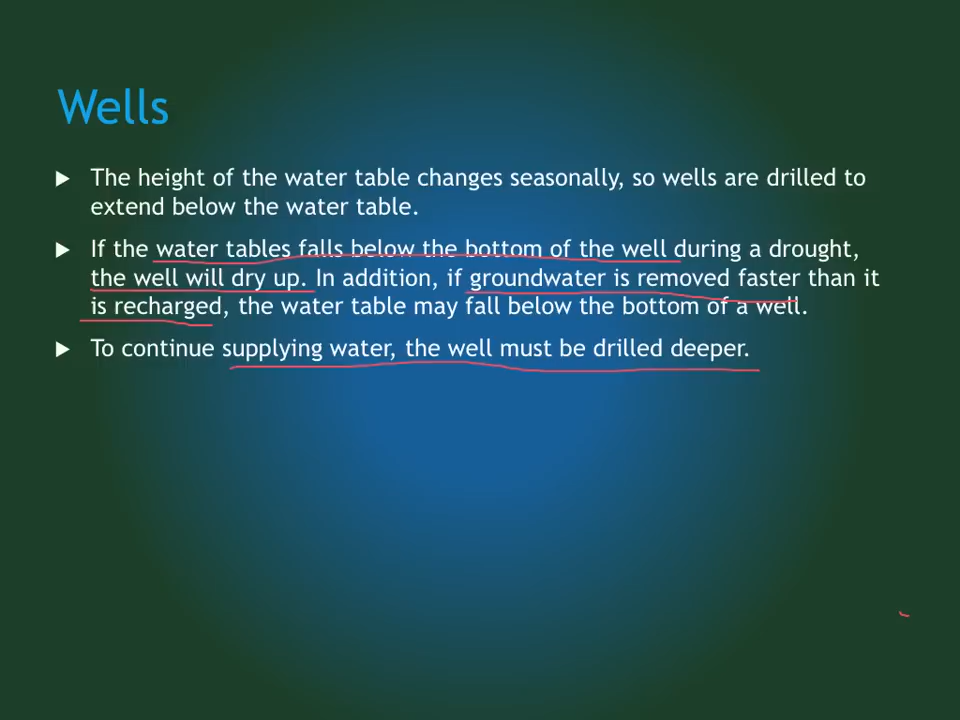 Wells
The height of the water table changes seasonally, so wells are drilled to
extend below the water table.
If the water tables falls below the bottom of the well during a drought,
the well will dry up. In addition, if groundwater is removed faster than it
is recharged, the water table may fall below the bottom of a well.
To continue supplying water, the well must be drilled deeper.